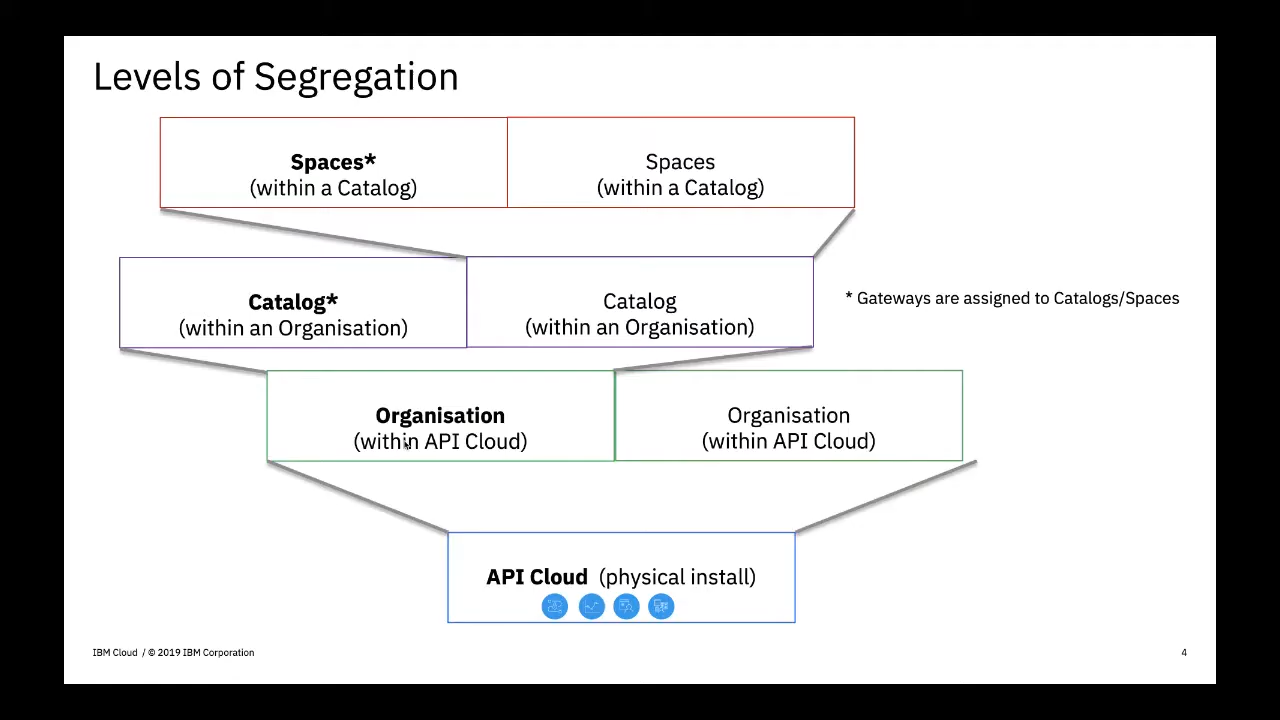 Levels of Segregation
Spaces*
(within a Catalog)
Spaces
(within a Catalog)
Catalog*
(within an Organisation)
Catalog
(within an Organisation)
* Gateways are assigned to Catalogs/Spaces
Organisation
(within API Cloud)
Organisation
(within API Cloud)
API Cloud (physical install)
IBM Cloud / © 2019 IBM Corporation
4